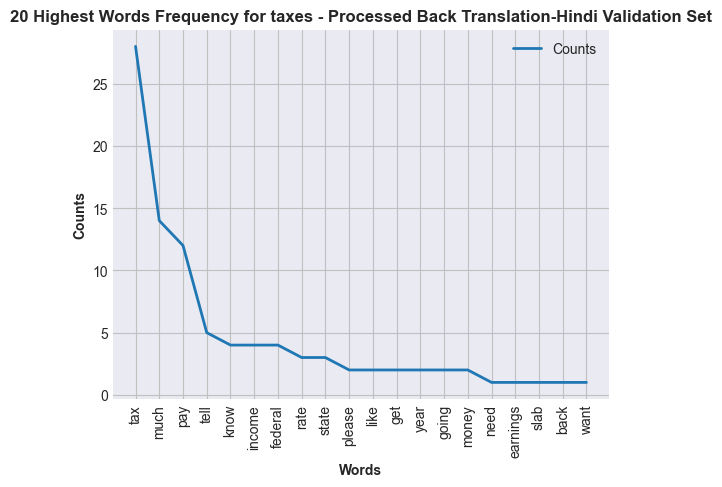 20 Highest Words Frequency for taxes - Processed Back Translation-Hindi Validation Set
Counts
25
20
15
10
5
0
Counts
tax
much
pay
tell
know
income
federal
rate
state
please
like
get
year
going
money
need
earnings
slab
back
want
Words